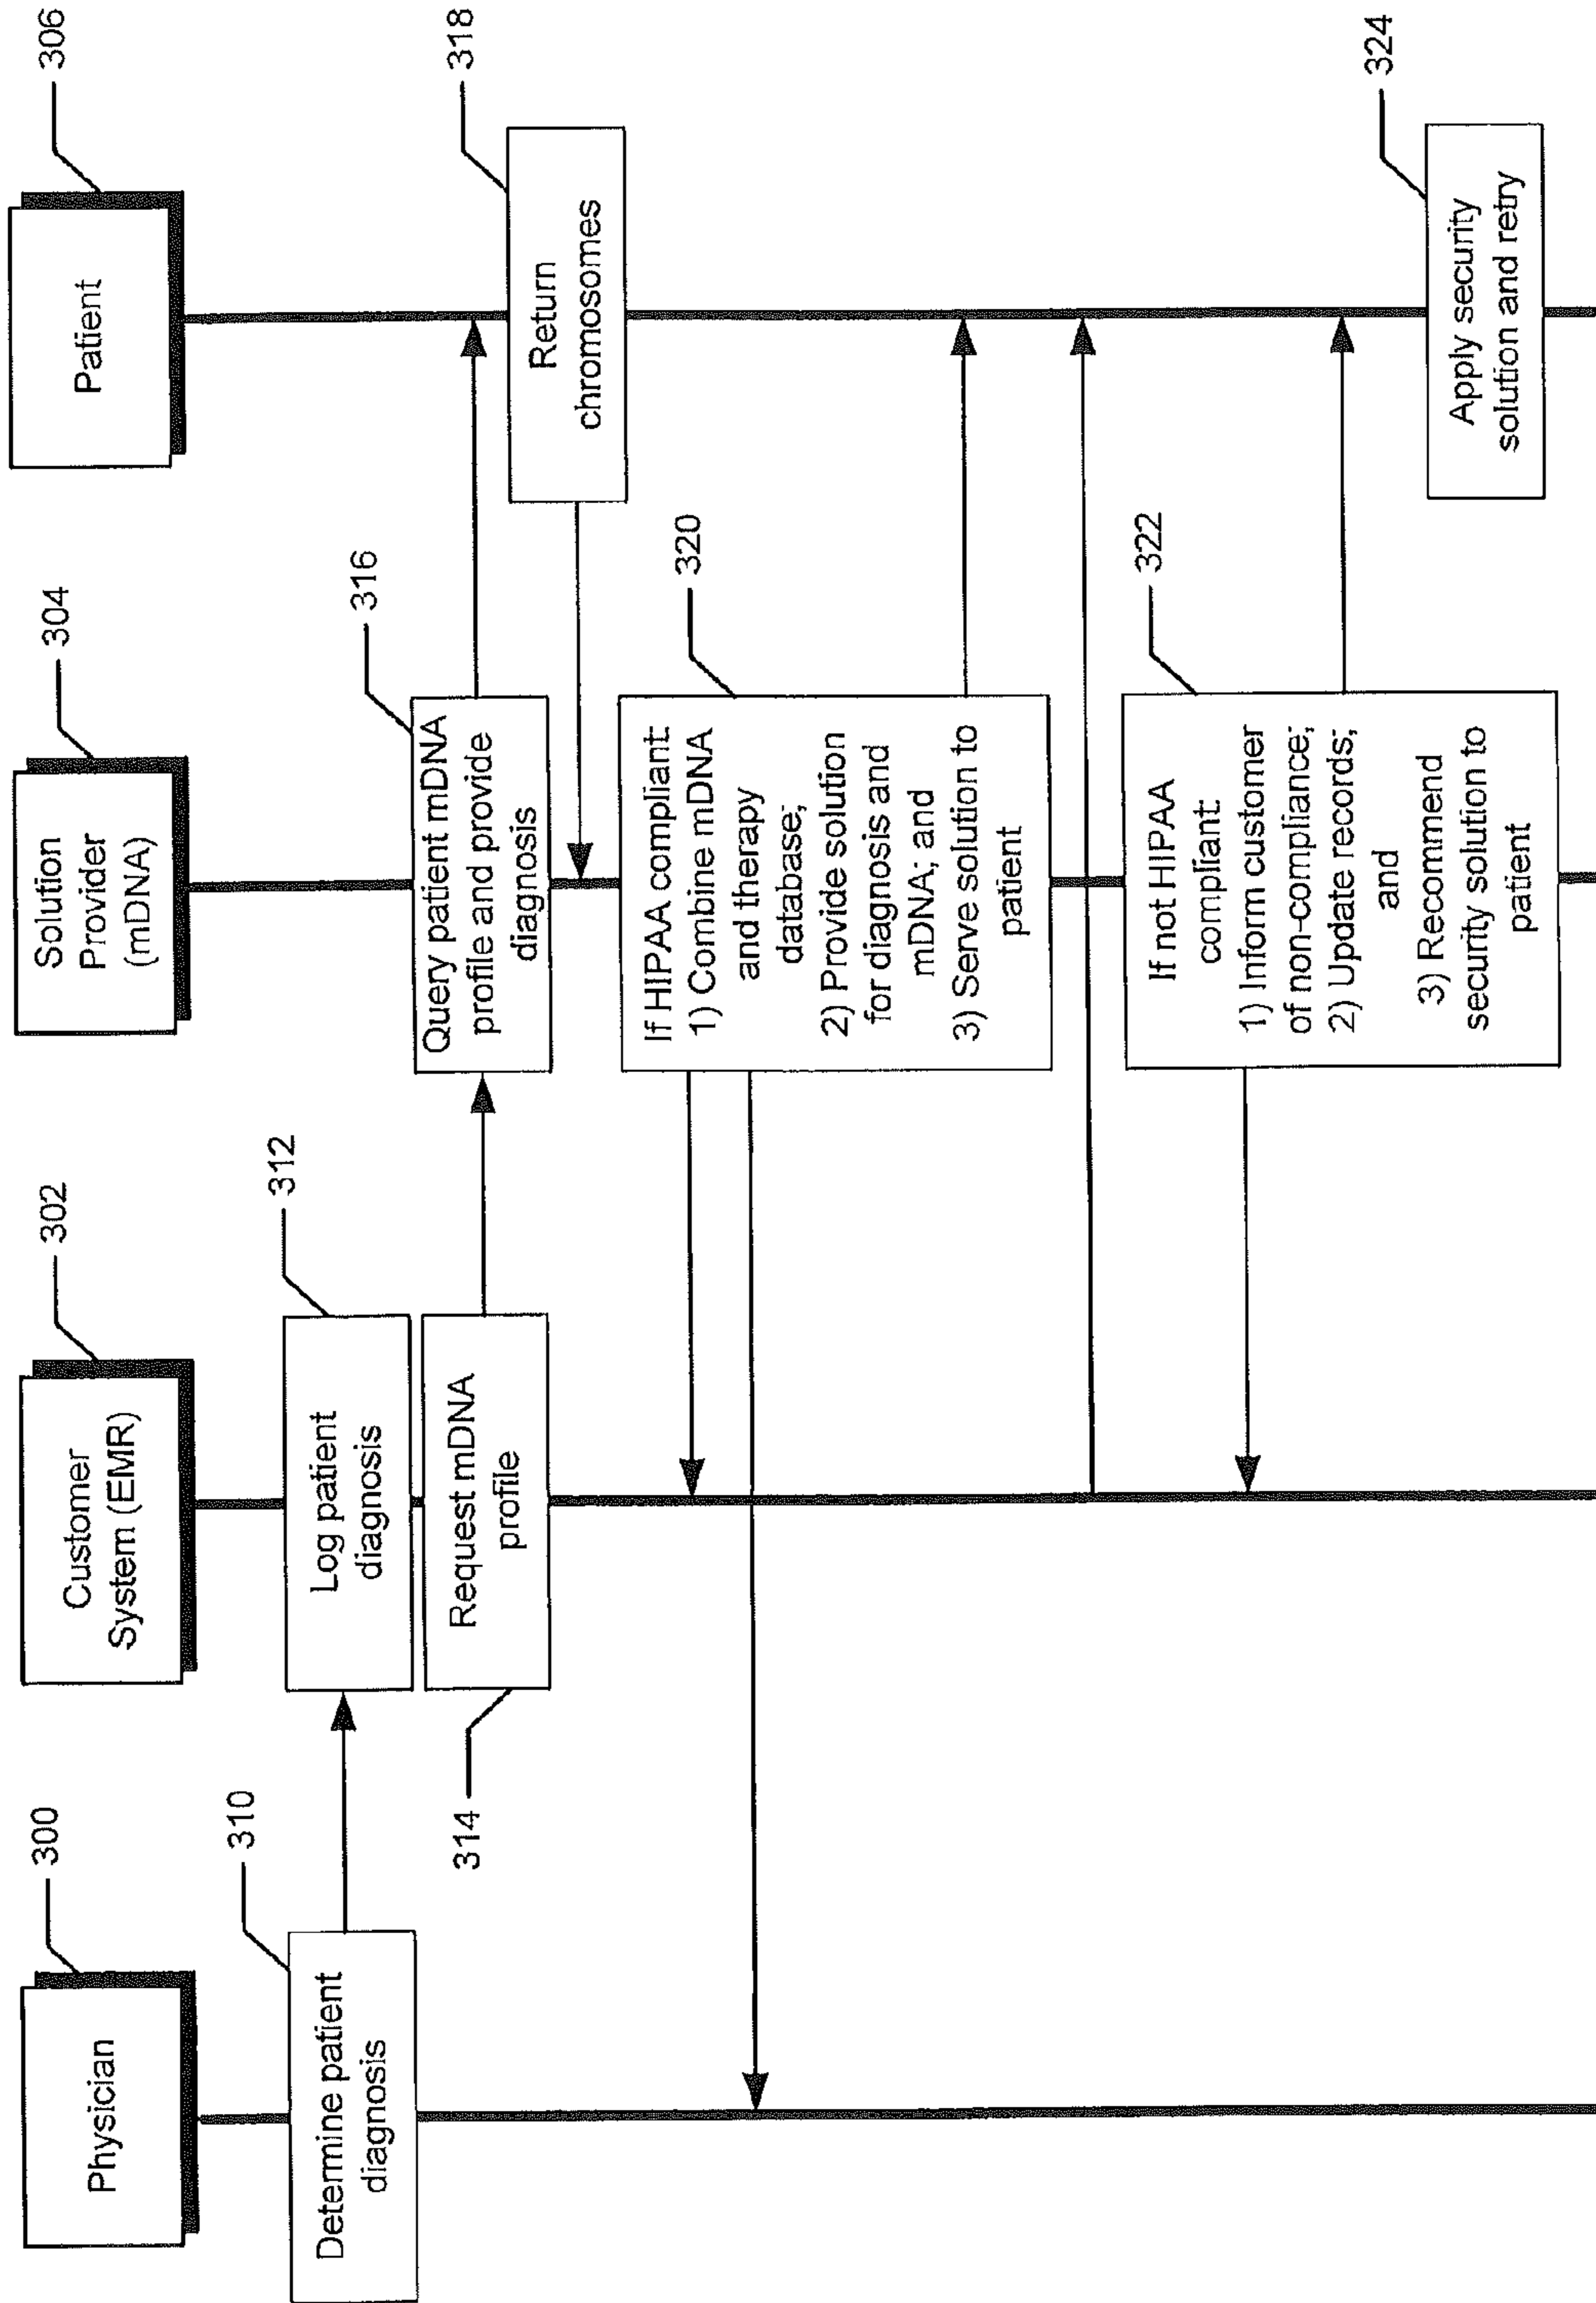 Physician
300
Customer
System (EMR)
302
Solution
Provider
(mDNA)
304
Patient
306
Determine patient
diagnosis
310
Log patient
diagnosis
312
Request mDNA
profile
314
Query patient mDNA
profile and provide
diagnosis
316
Return
chromosomes
318
If HIPAA compliant:
1) Combine mDNA
and therapy
database;
2) Provide solution
for diagnosis and
mDNA; and
3) Serve solution to
patient
320
If not HIPAA
compliant:
1) Inform customer
of non-compliance;
2) Update records;
and
3) Recommend
security solution to
patient
322
Apply security
solution and retry
324